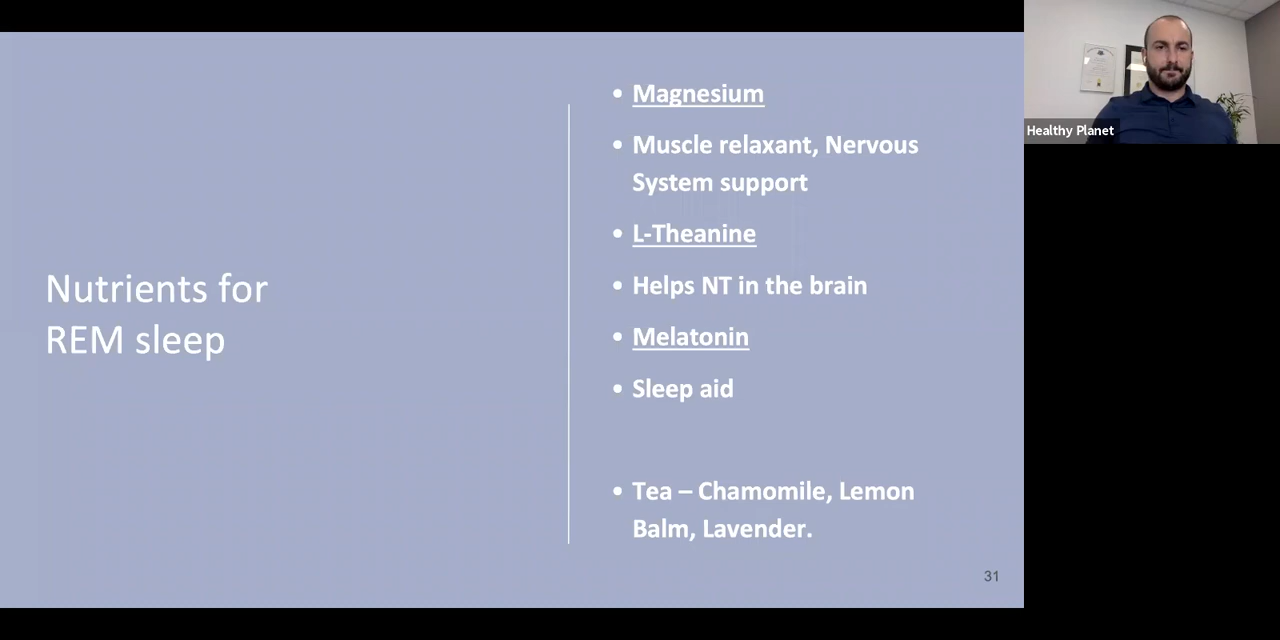 Nutrients for
REM sleep
• Magnesium
• Muscle relaxant, Nervous
System support
• L-Theanine
• Helps NT in the brain
• Melatonin
• Sleep aid
• Tea – Chamomile, Lemon
Balm, Lavender.
31
Healthy Planet